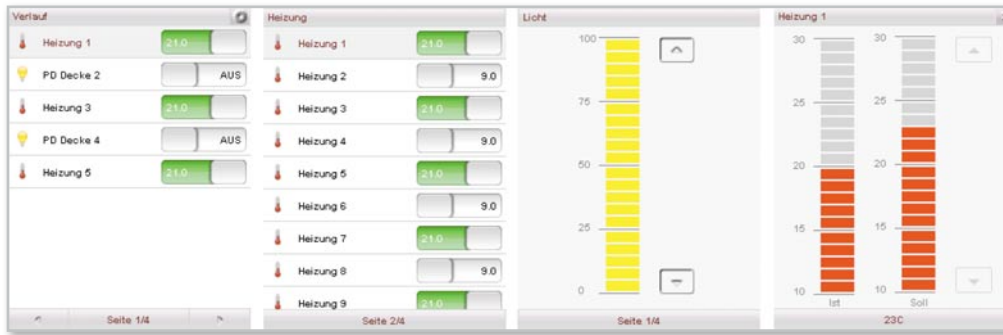 Verlauf
Heizung 1 21.0
PD Decke 2 AUS
Heizung 3 21.0
PD Decke 4 AUS
Heizung 5 21.0
Seite 1/4
Heizung
Heizung 1 21.0
Heizung 2 9.0
Heizung 3 21.0
Heizung 4 9.0
Heizung 5 21.0
Heizung 6 9.0
Heizung 7 21.0
Heizung 8 9.0
Heizung 9 21.0
Seite 2/4
Licht
100
75
50
25
0
Seite 1/4
Heizung 1
30 30
25 25
20 20
15 15
10 10
Ist Soll
23C